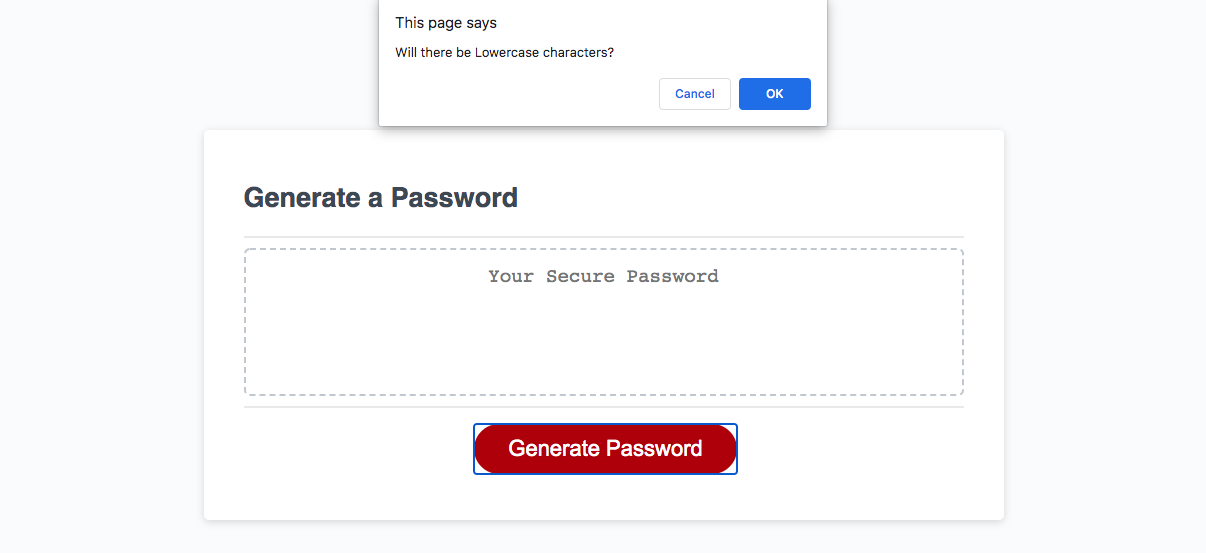 This page says
Will there be Lowercase characters?
Cancel OK
Generate a Password
Your Secure Password
Generate Password